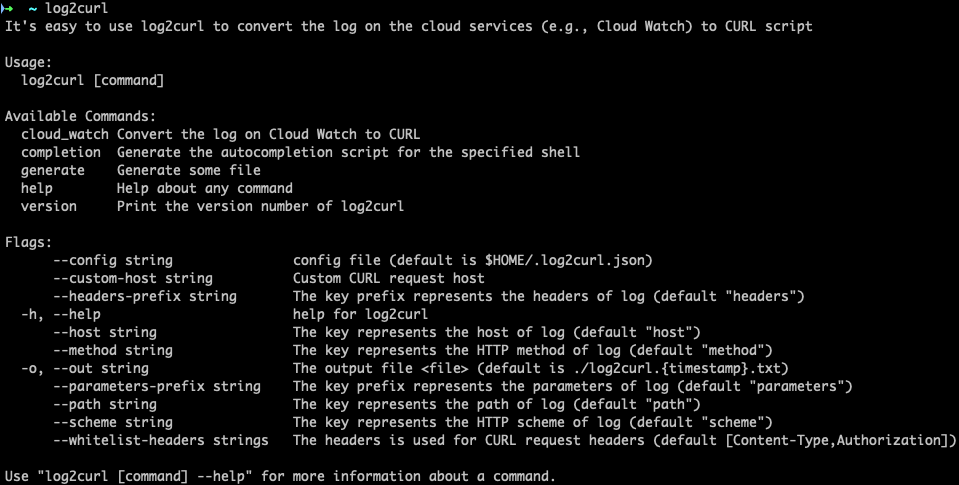 → ~ log2curl
It's easy to use log2curl to convert the log on the cloud services (e.g., Cloud Watch) to CURL script
Usage:
log2curl [command]
Available Commands:
cloud_watch Convert the log on Cloud Watch to CURL
completion Generate the autocompletion script for the specified shell
generate Generate some file
help Help about any command
version Print the version number of log2curl
Flags:
--config string config file (default is $HOME/.log2curl.json)
--custom-host string Custom CURL request host
--headers-prefix string The key prefix represents the headers of log (default "headers")
-h, --help help for log2curl
--host string The key represents the host of log (default "host")
--method string The key represents the HTTP method of log (default "method")
-o, --out string The output file <file> (default is ./log2curl.{timestamp}.txt)
--parameters-prefix string The key prefix represents the parameters of log (default "parameters")
--path string The key represents the path of log (default "path")
--scheme string The key represents the HTTP scheme of log (default "scheme")
--whitelist-headers strings The headers is used for CURL request headers (default [Content-Type,Authorization])
Use "log2curl [command] --help" for more information about a command.